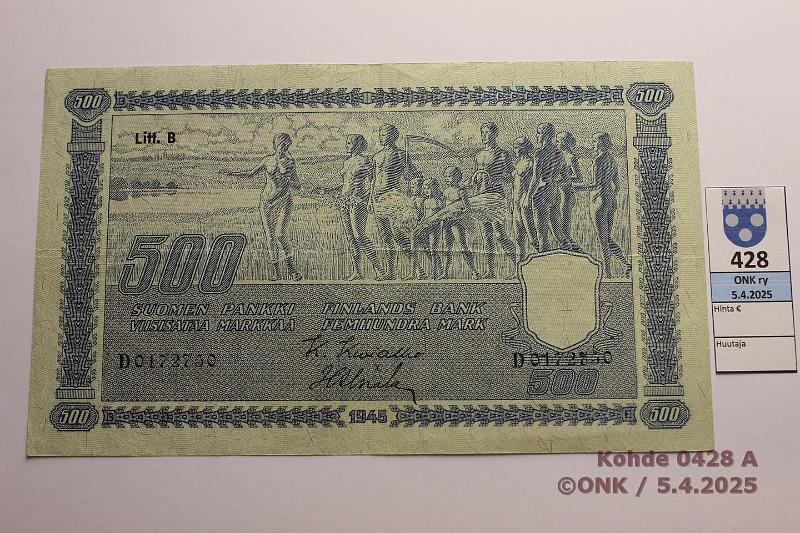 500 500
Litt. B
500
SUOMEN PANKKI FINLANDS BANK
VIISISATAA MARKKAA FEMHUNDRA MARK
D0172750 D0172750
500
500 1945 500
428
ONK ry
5.4.2025
Hinta €
Huutaja
Kohde 0428 A
©ONK / 5.4.2025